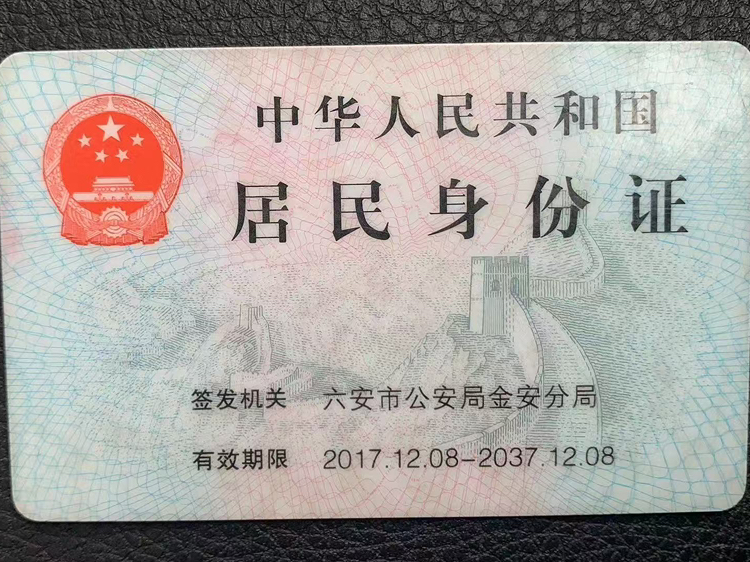 中华人民共和国
居民身份证
签发机关 六安市公安局金安分局
有效期限 2017.12.08-2037.12.08